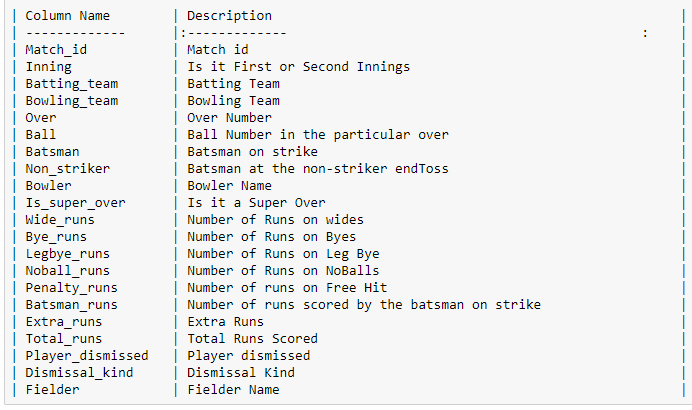 | Column Name | Description |
| ------------- |:------------- : |
| Match_id | Match id |
| Inning | Is it First or Second Innings |
| Batting_team | Batting Team |
| Bowling_team | Bowling Team |
| Over | Over Number |
| Ball | Ball Number in the particular over |
| Batsman | Batsman on strike |
| Non_striker | Batsman at the non-striker endToss |
| Bowler | Bowler Name |
| Is_super_over | Is it a Super Over |
| Wide_runs | Number of Runs on wides |
| Bye_runs | Number of Runs on Byes |
| Legbye_runs | Number of Runs on Leg Bye |
| Noball_runs | Number of Runs on NoBalls |
| Penalty_runs | Number of runs on Free Hit |
| Batsman_runs | Number of runs scored by the batsman on strike |
| Extra_runs | Extra Runs |
| Total_runs | Total Runs Scored |
| Player_dismissed | Player dismissed |
| Dismissal_kind | Dismissal Kind |
| Fielder | Fielder Name |